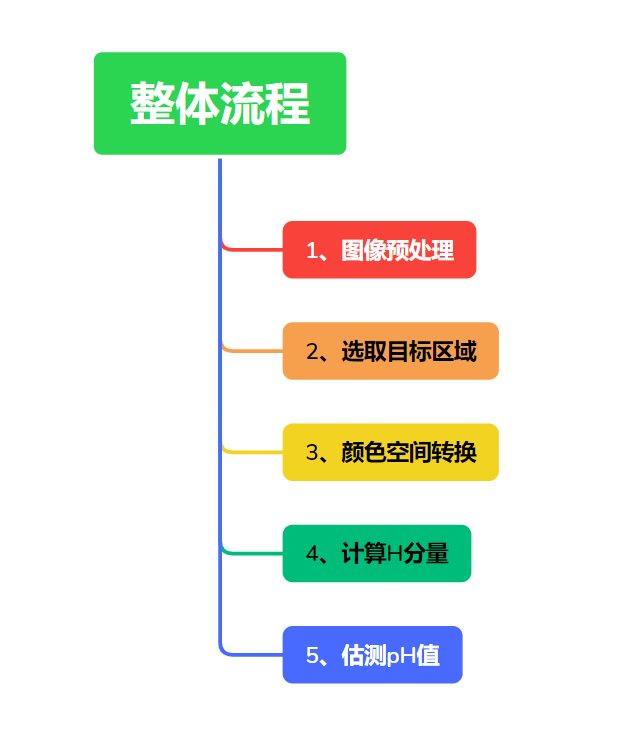 整体流程
1、图像预处理
2、选取目标区域
3、颜色空间转换
4、计算H分量
5、估测pH值